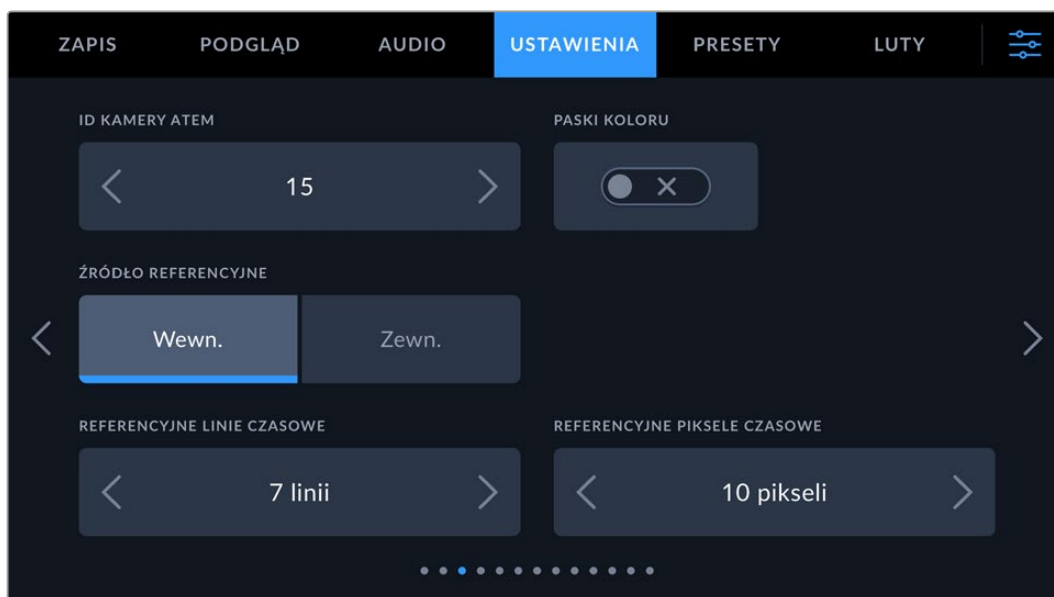 ZAPIS PODGLĄD AUDIO USTAWIENIA PRESETY LUTY
ID KAMERY ATEM PASKI KOLORU
15
ŹRÓDŁO REFERENCYJNE
Wewn. Zewn.
REFERENCYJNE LINIE CZASOWE REFERENCYJNE PIKSELE CZASOWE
7 linii 10 pikseli